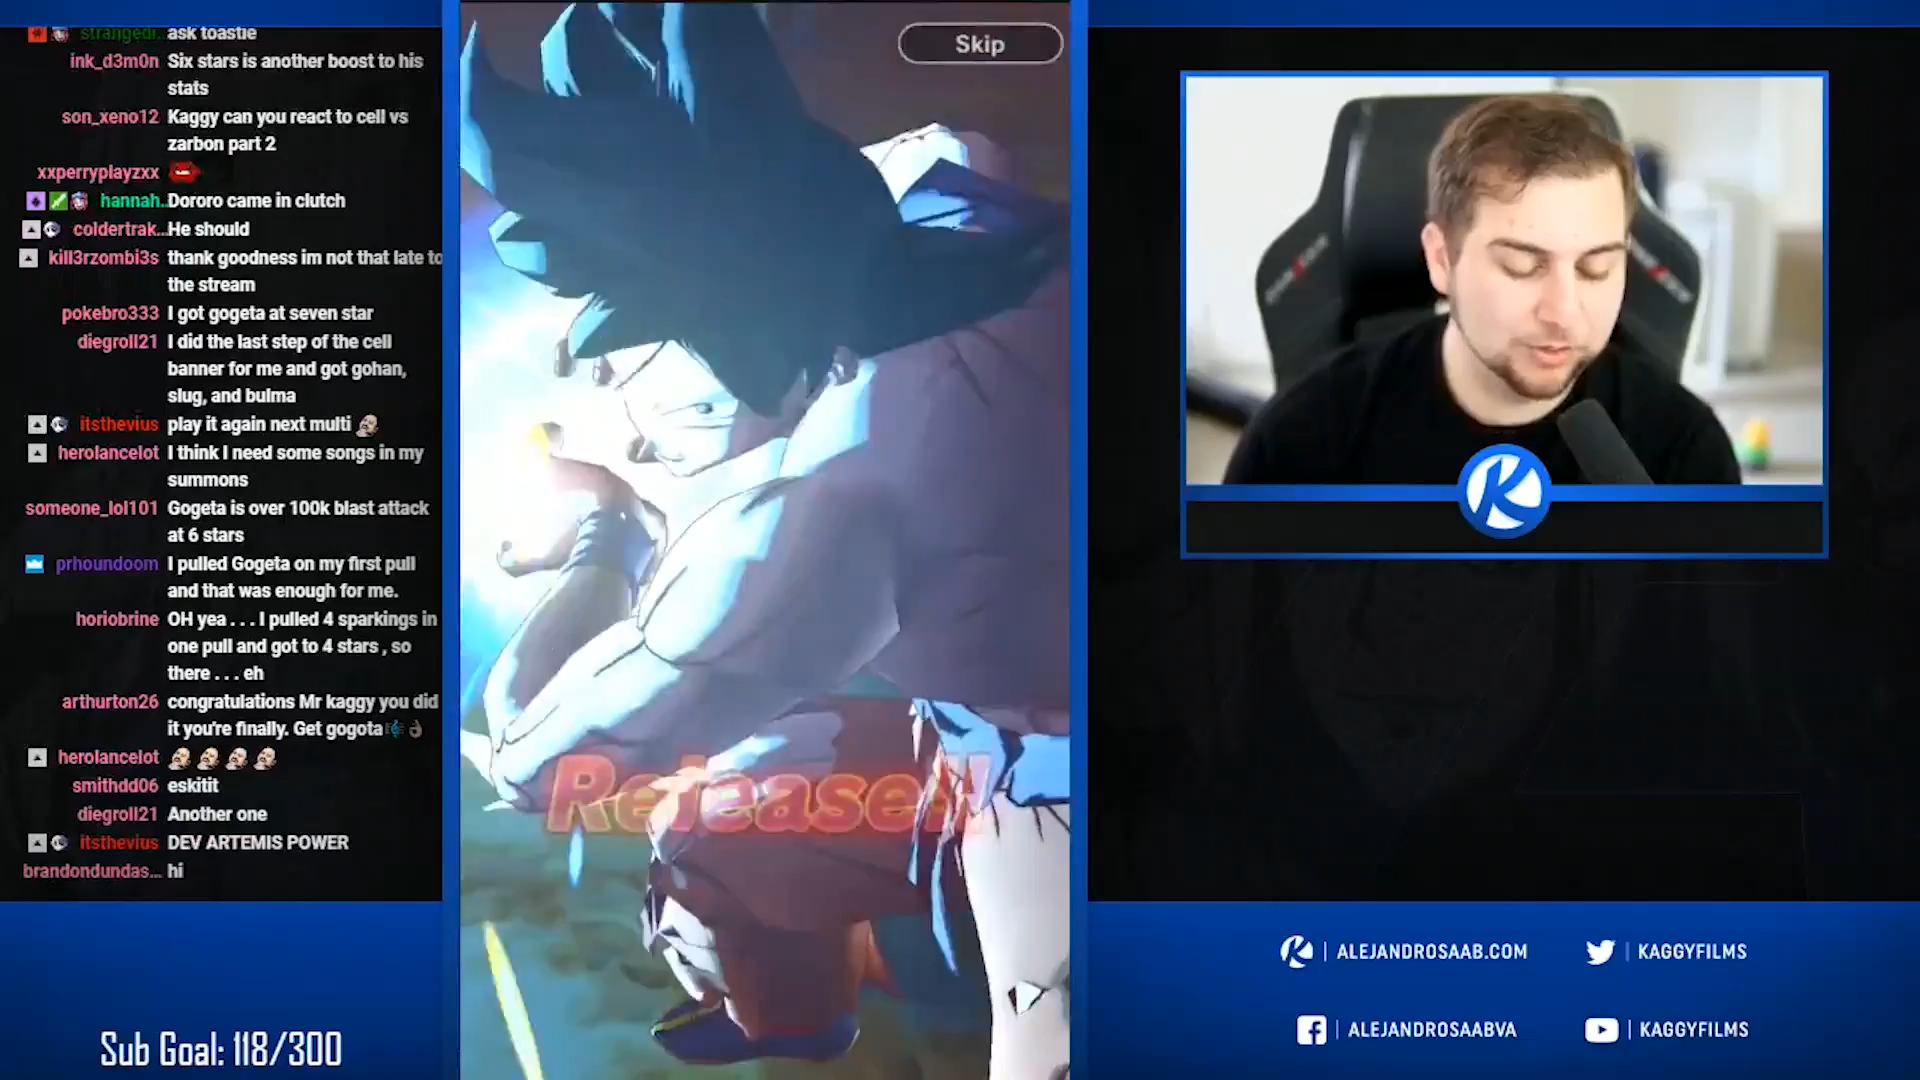 strangedi.. ask toastie
ink_d3m0n Six stars is another boost to his
stats
son_xeno12 Kaggy can you react to cell vs
zarbon part 2
xxperryplayzxx
hannah.. Dororo came in clutch
coldertrak... He should
kill3rzombi3s thank goodness im not that late to
the stream
pokebro333 I got gogeta at seven star
diegroll21 I did the last step of the cell
banner for me and got gohan,
slug, and bulma
itsthevius play it again next multi
herolancelot I think I need some songs in my
summons
someone_lol101 Gogeta is over 100k blast attack
at 6 stars
prhoundoom I pulled Gogeta on my first pull
and that was enough for me.
horiobrine OH yea . . . I pulled 4 sparkings in
one pull and got to 4 stars , so
there . . . eh
arthurton26 congratulations Mr kaggy you did
it you're finally. Get gogota
herolancelot
smithdd06 eskitit
diegroll21 Another one
itsthevius DEV ARTEMIS POWER
brandondundas... hi
Sub Goal: 118/300
Skip
Release!!
K
K | ALEJANDROSAAB.COM
| KAGGYFILMS
f | ALEJANDROSAABVA
| KAGGYFILMS